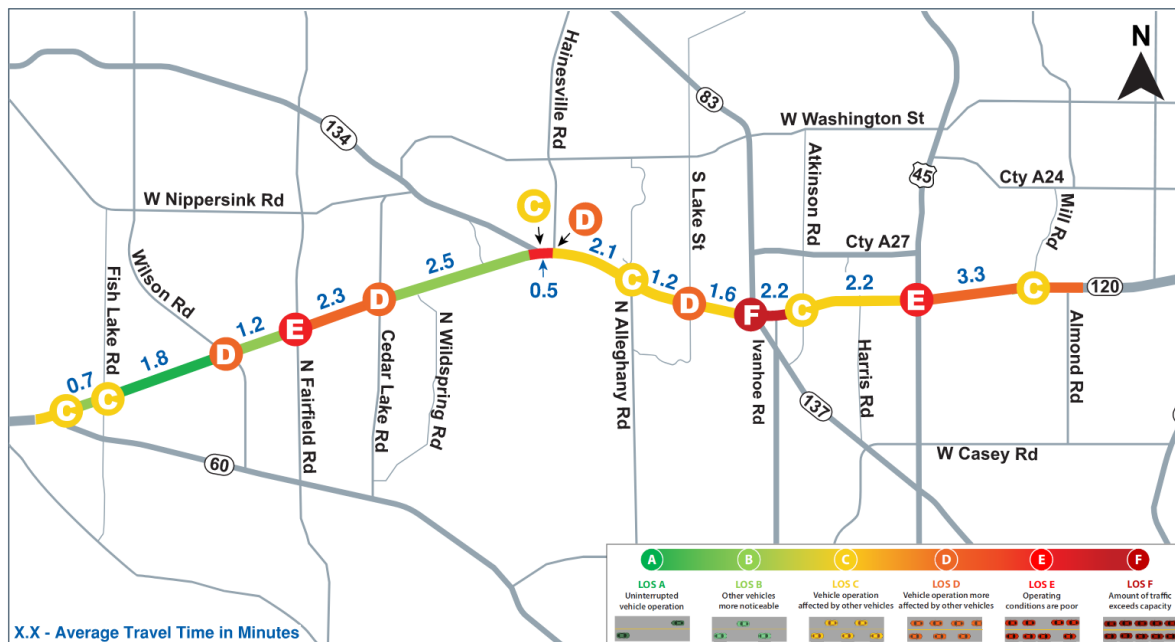 N
83
Hainesville Rd
W Washington St
134
Atkinson Rd
45
Cty A24
S Lake St
Mill Rd
W Nippersink Rd
C
D
Cty A27
2.1
2.5
Fish Lake Rd
Wilson Rd
0.5
C
1.2
D
1.6
F
2.2
C
2.2
E
3.3
C
120
2.3
D
1.2
E
N Wildspring Rd
N Alleghany Rd
Ivanhoe Rd
Harris Rd
Almond Rd
1.8
D
Cedar Lake Rd
N Fairfield Rd
0.7
C
C
137
60
W Casey Rd
A
B
C
D
E
F
LOS A
Uninterrupted
vehicle operation
LOS B
Other vehicles
more noticeable
LOS C
Vehicle operation
affected by other vehicles
LOS D
Vehicle operation more
affected by other vehicles
LOS E
Operating
conditions are poor
LOS F
Amount of traffic
exceeds capacity
X.X - Average Travel Time in Minutes